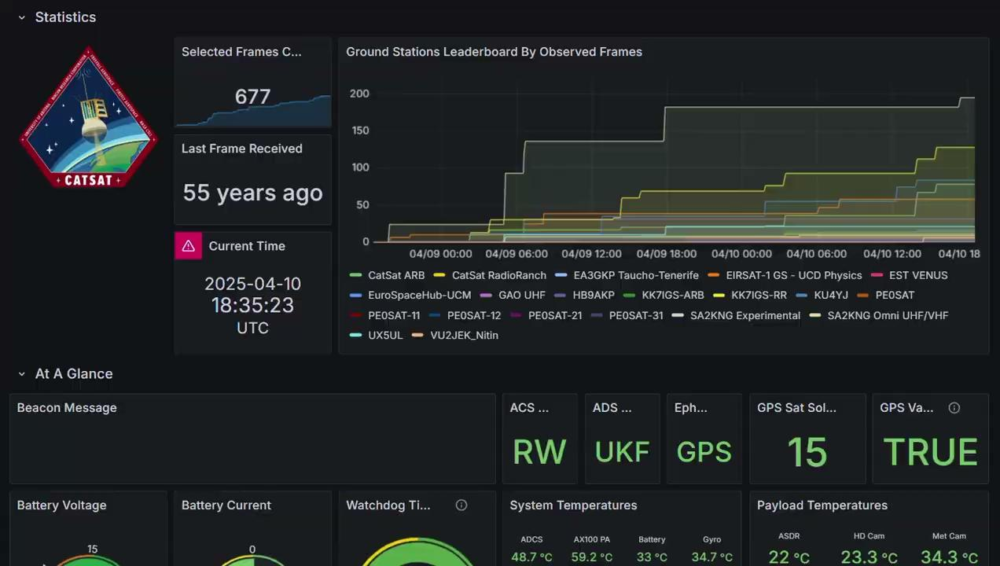 Statistics
CATSAT
Selected Frames C...
677
Last Frame Received
55 years ago
Current Time
2025-04-10
18:35:23
UTC
Ground Stations Leaderboard By Observed Frames
200
150
100
50
0
04/09 00:00 04/09 06:00 04/09 12:00 04/09 18:00 04/10 00:00 04/10 06:00 04/10 12:00 04/10 18
CatSat ARB CatSat RadioRanch EA3GKP Taucho-Tenerife EIRSAT-1 GS - UCD Physics EST VENUS
EuroSpaceHub-UCM GAO UHF HB9AKP KK7IGS-ARB KK7IGS-RR KU4YJ PE0SAT
PE0SAT-11 PE0SAT-12 PE0SAT-21 PE0SAT-31 SA2KNG Experimental SA2KNG Omni UHF/VHF
UX5UL VU2JEK_Nitin
At A Glance
Beacon Message
ACS ...
RW
ADS ...
UKF
Eph...
GPS
GPS Sat Sol...
15
GPS Va...
TRUE
Battery Voltage
15
Battery Current
0
Watchdog Ti...
System Temperatures
ADCS AX100 PA Battery Gyro
48.7 °C 59.2 °C 33 °C 34.7 °C
Payload Temperatures
ASDR HD Cam Met Cam
22 °C 23.3 °C 34.3 °C